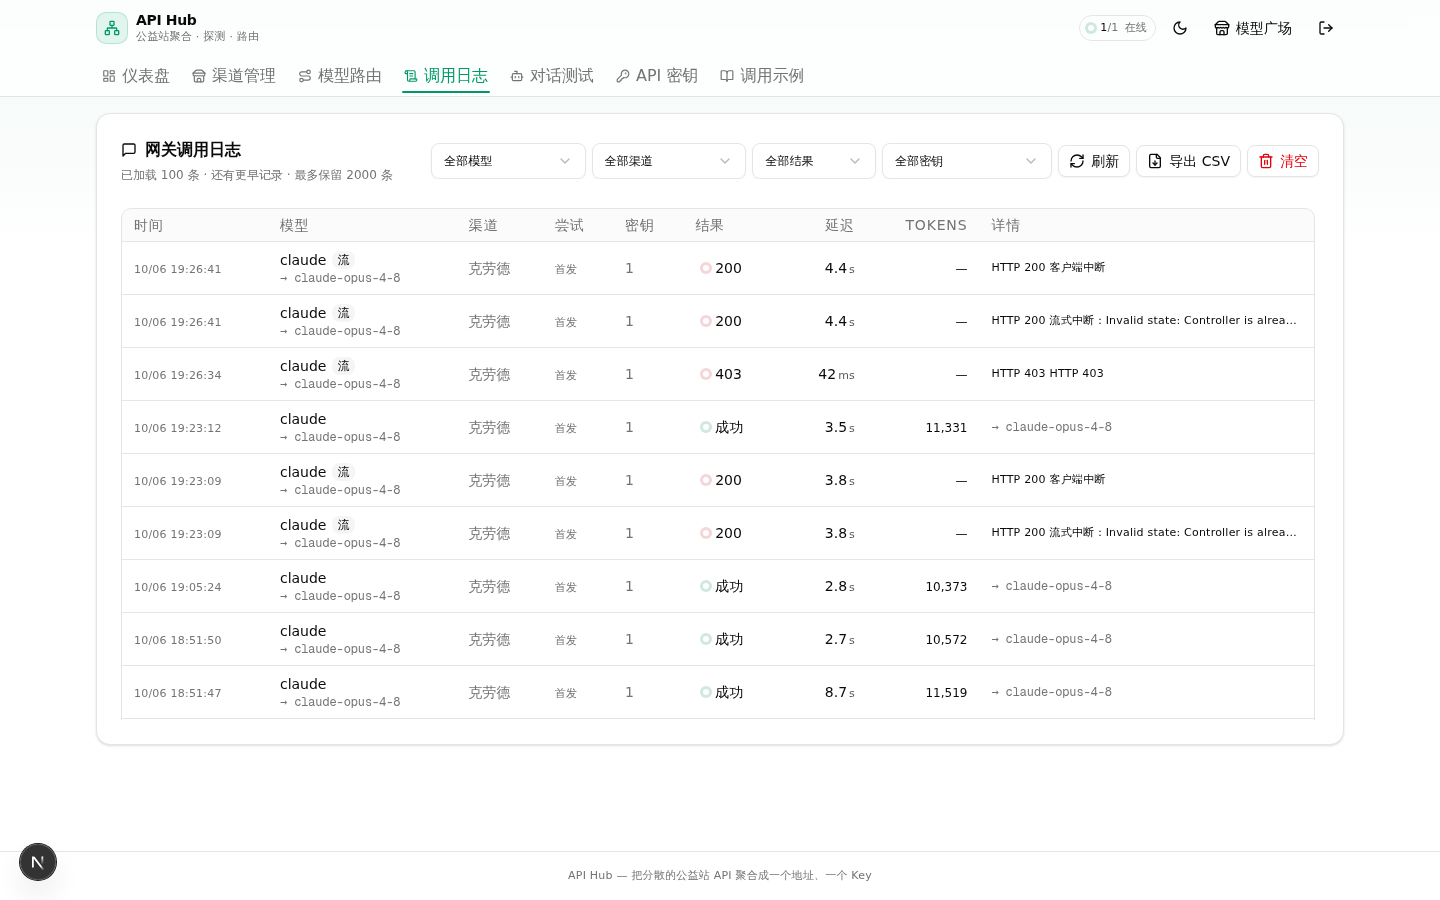 API Hub
公益站聚合 · 探测 · 路由
1/1 在线
模型广场
仪表盘 渠道管理 模型路由 调用日志 对话测试 API 密钥 调用示例
网关调用日志
已加载 100 条 · 还有更早记录 · 最多保留 2000 条
全部模型 全部渠道 全部结果 全部密钥 刷新 导出 CSV 清空
时间 模型 渠道 尝试 密钥 结果 延迟 TOKENS 详情
10/06 19:26:41 claude 流 克劳德 首发 1 200 4.4 s — HTTP 200 客户端中断
→ claude-opus-4-8
10/06 19:26:41 claude 流 克劳德 首发 1 200 4.4 s — HTTP 200 流式中断：Invalid state: Controller is alrea...
→ claude-opus-4-8
10/06 19:26:34 claude 流 克劳德 首发 1 403 42 ms — HTTP 403 HTTP 403
→ claude-opus-4-8
10/06 19:23:12 claude 克劳德 首发 1 成功 3.5 s 11,331 → claude-opus-4-8
→ claude-opus-4-8
10/06 19:23:09 claude 流 克劳德 首发 1 200 3.8 s — HTTP 200 客户端中断
→ claude-opus-4-8
10/06 19:23:09 claude 流 克劳德 首发 1 200 3.8 s — HTTP 200 流式中断：Invalid state: Controller is alrea...
→ claude-opus-4-8
10/06 19:05:24 claude 克劳德 首发 1 成功 2.8 s 10,373 → claude-opus-4-8
→ claude-opus-4-8
10/06 18:51:50 claude 克劳德 首发 1 成功 2.7 s 10,572 → claude-opus-4-8
→ claude-opus-4-8
10/06 18:51:47 claude 克劳德 首发 1 成功 8.7 s 11,519 → claude-opus-4-8
→ claude-opus-4-8
N
API Hub — 把分散的公益站 API 聚合成一个地址、一个 Key